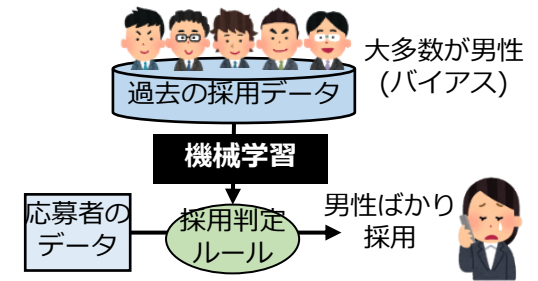 大多数が男性
(バイアス)
過去の採用データ
機械学習
応募者の
データ
採用判定
ルール
男性ばかり
採用